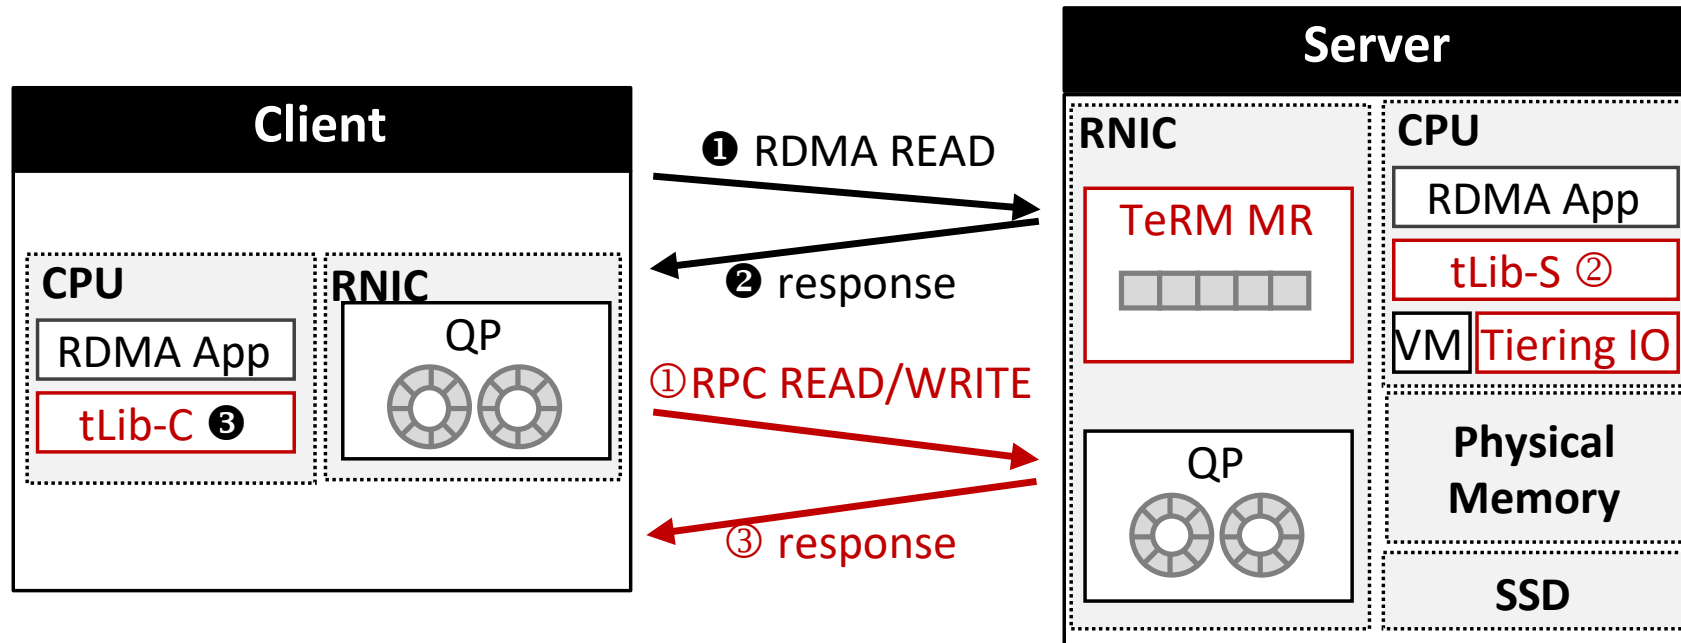 Client
CPU
RDMA App
tLib-C ❸
RNIC
QP
❶ RDMA READ
❷ response
①RPC READ/WRITE
③ response
Server
RNIC
TeRM MR
QP
CPU
RDMA App
tLib-S ②
VM
Tiering IO
Physical
Memory
SSD